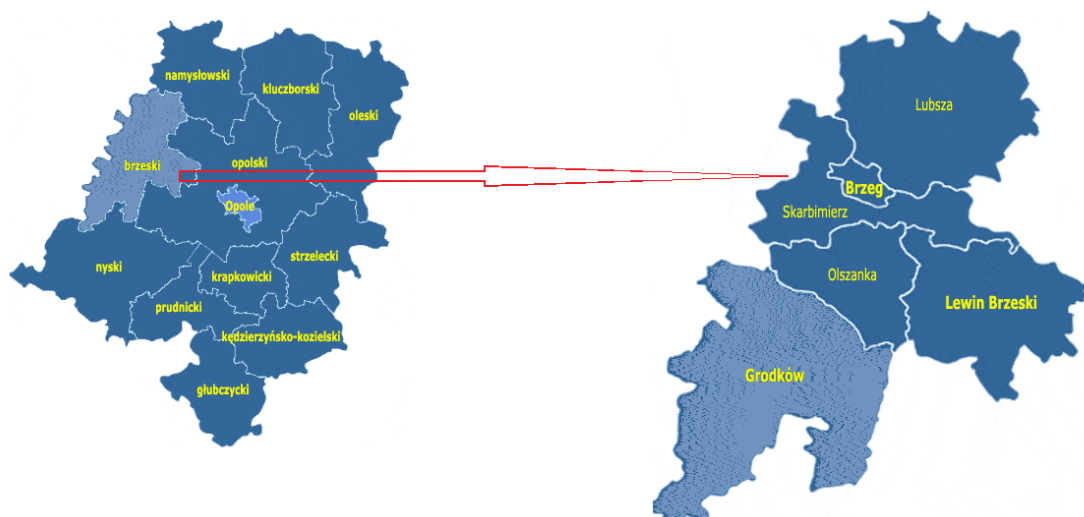 namysłowski
kluczborski
oleski
brzeski
opolski
Opole
strzelecki
nyski
krapkowicki
prudnicki
kędzierzyńsko-kozielski
głubczycki
Lubsza
Brzeg
Skarbimierz
Olszanka
Lewin Brzeski
Grodków